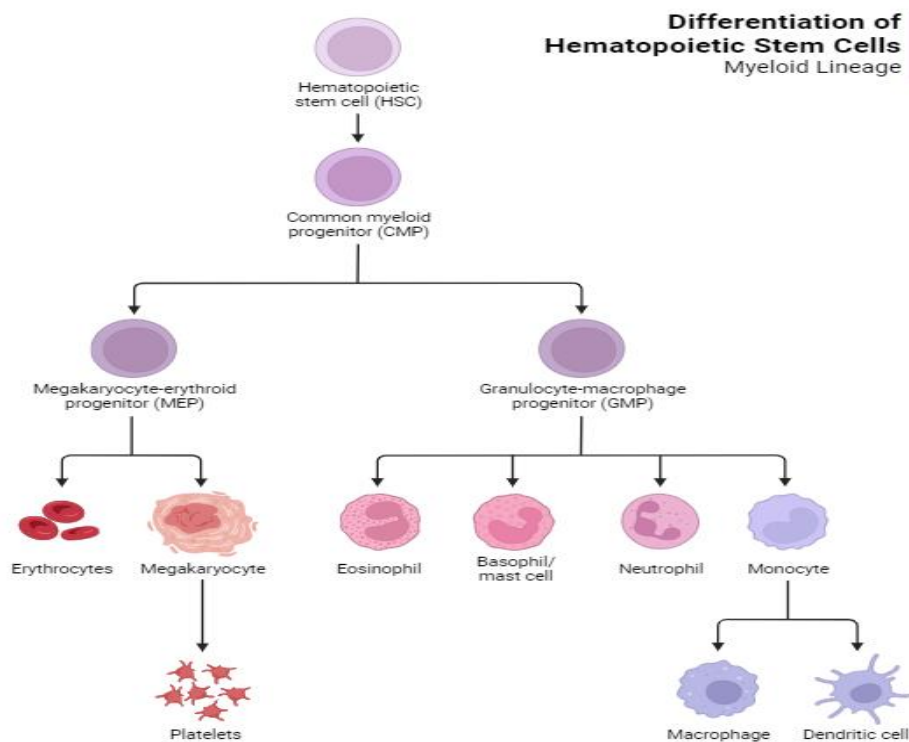 Differentiation of
Hematopoietic Stem Cells
Myeloid Lineage
Hematopoietic
stem cell (HSC)
Common myeloid
progenitor (CMP)
Megakaryocyte-erythroid
progenitor (MEP)
Granulocyte-macrophage
progenitor (GMP)
Erythrocytes
Megakaryocyte
Eosinophil
Basophil/
mast cell
Neutrophil
Monocyte
Platelets
Macrophage
Dendritic cell